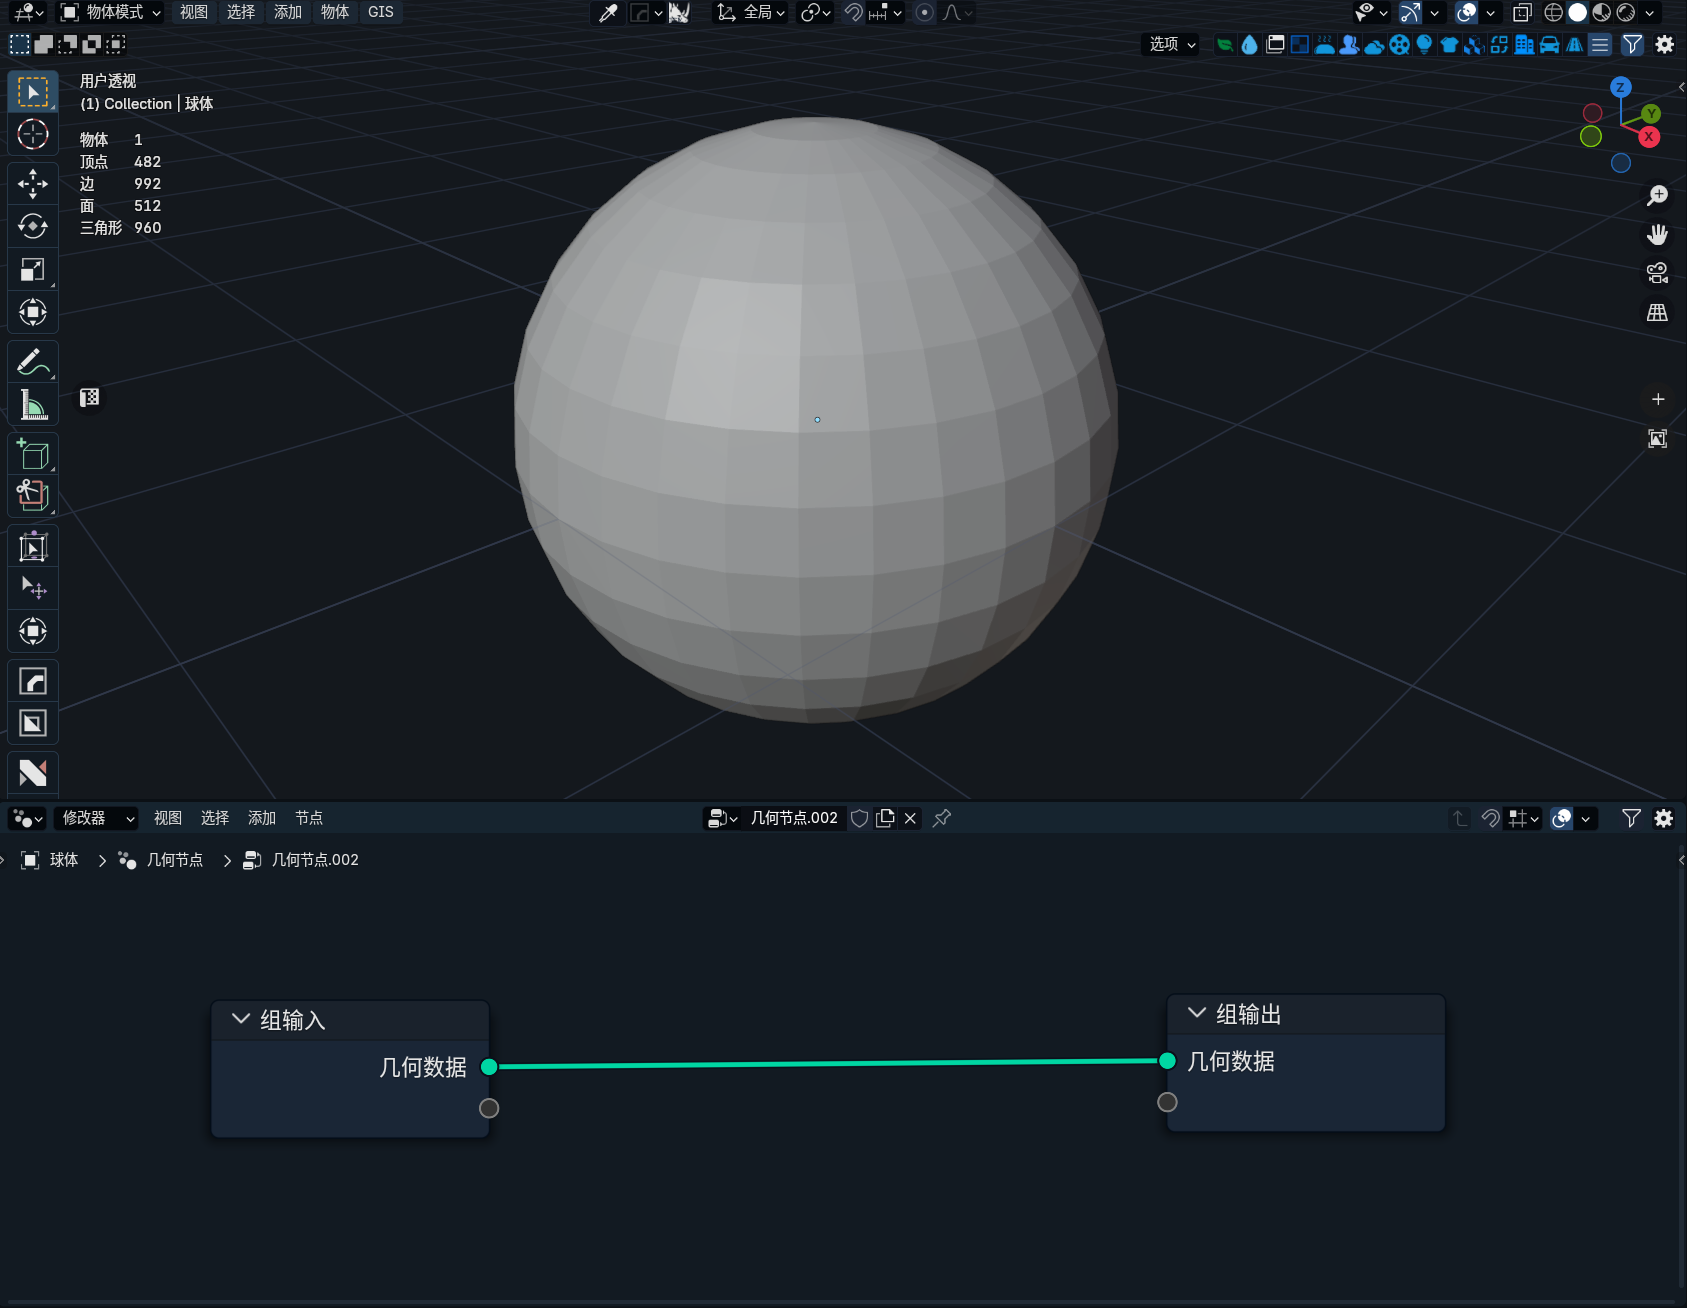 物体模式 视图 选择 添加 物体 GIS 全局
选项
用户透视
(1) Collection | 球体
物体 1
顶点 482
边 992
面 512
三角形 960
Z
Y
X
修改器 视图 选择 添加 节点 几何节点.002
球体 几何节点 几何节点.002
组输入
几何数据
组输出
几何数据